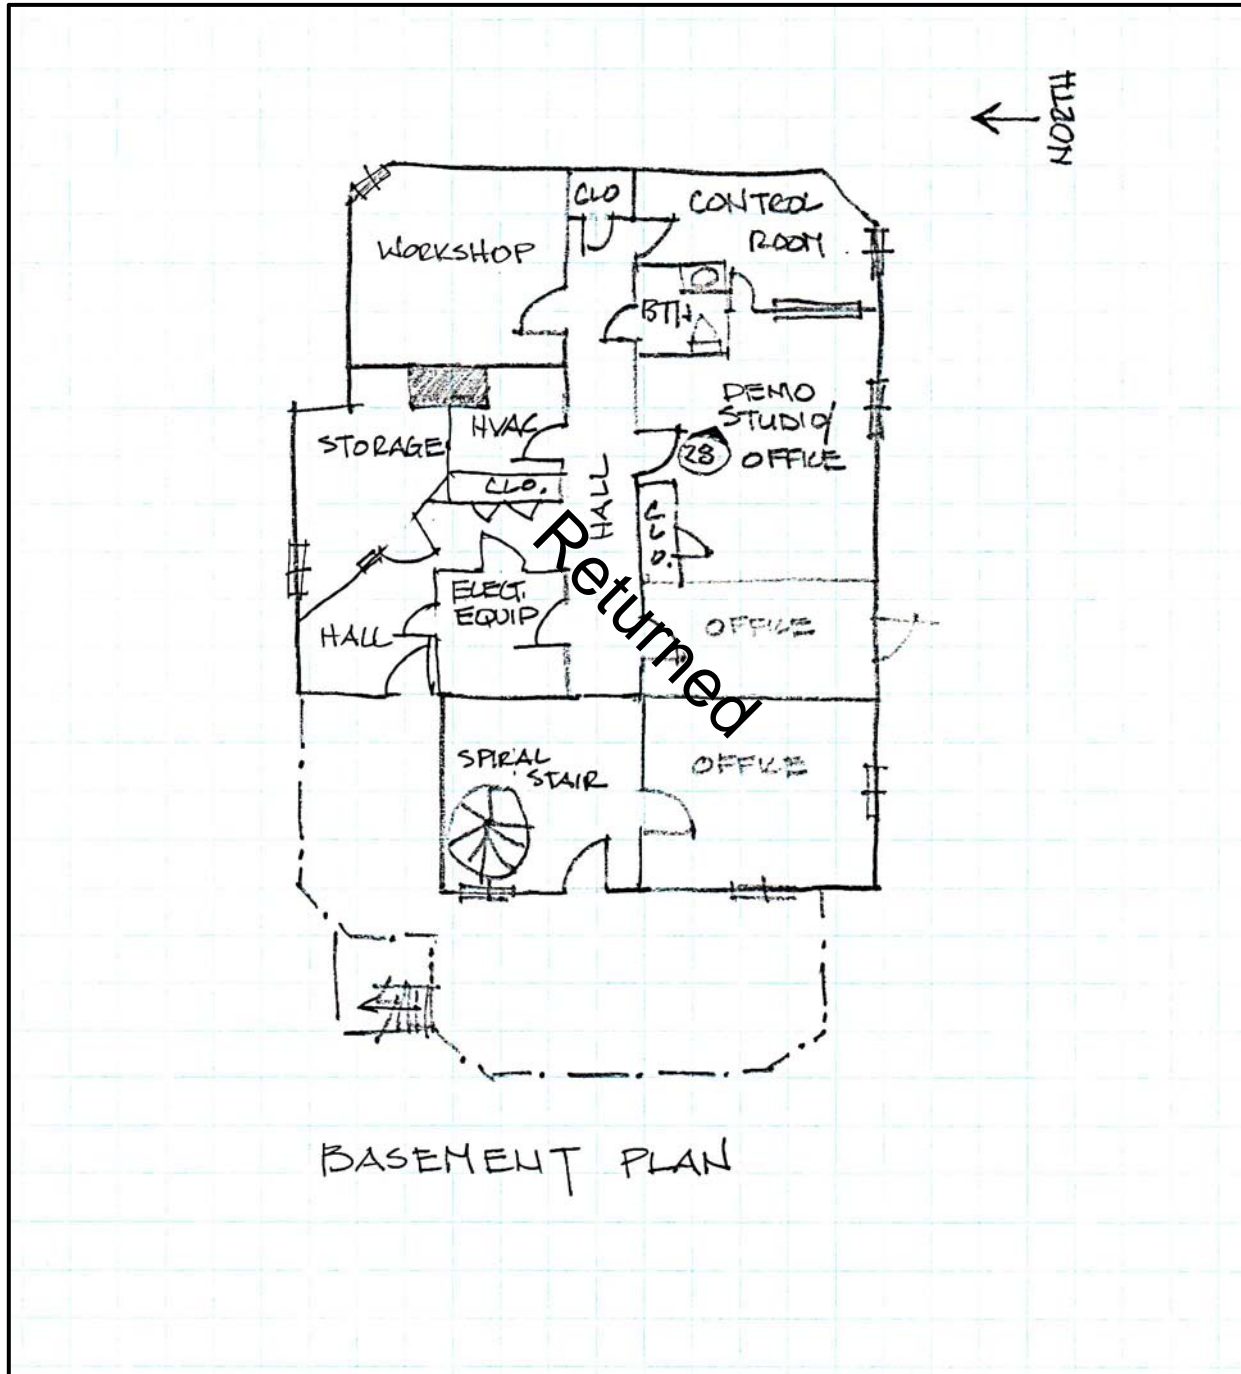 NORTH
CLO
CONTROL
ROOM
WORKSHOP
BTH
DEMO
STUDIO/
OFFICE
28
HVAC
STORAGE
CLO.
HALL
CLO.
Returned
ELECT.
EQUIP
HALL
OFFICE
SPIRAL
STAIR
OFFICE
BASEMENT PLAN